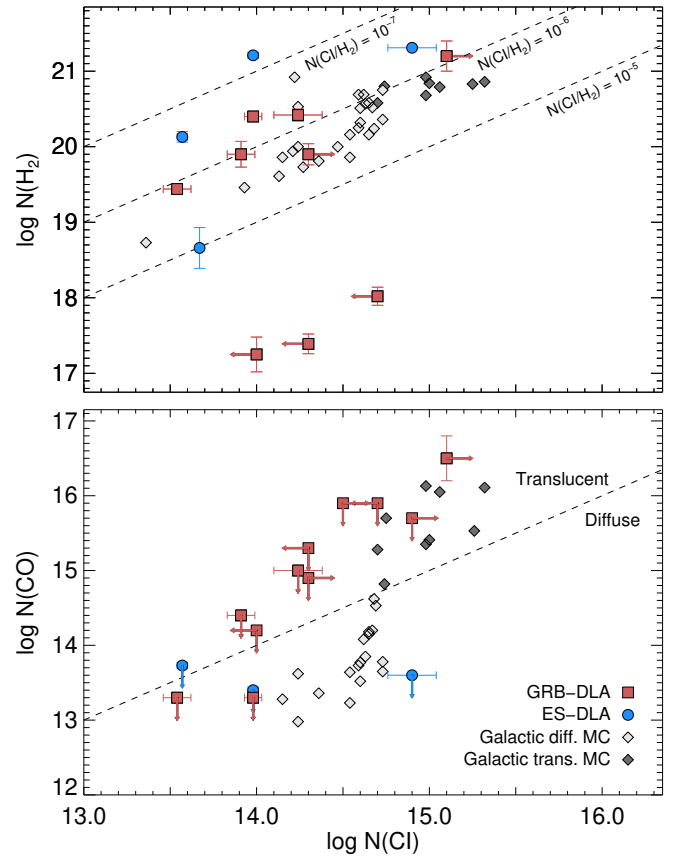 N(CI/H₂) = 10⁻⁷
N(CI/H₂) = 10⁻⁶
N(CI/H₂) = 10⁻⁵
21
20
19
18
17
log N(H₂)
17
16
15
14
13
12
log N(CO)
Translucent
Diffuse
GRB−DLA
ES−DLA
Galactic diff. MC
Galactic trans. MC
13.0 14.0 15.0 16.0
log N(CI)